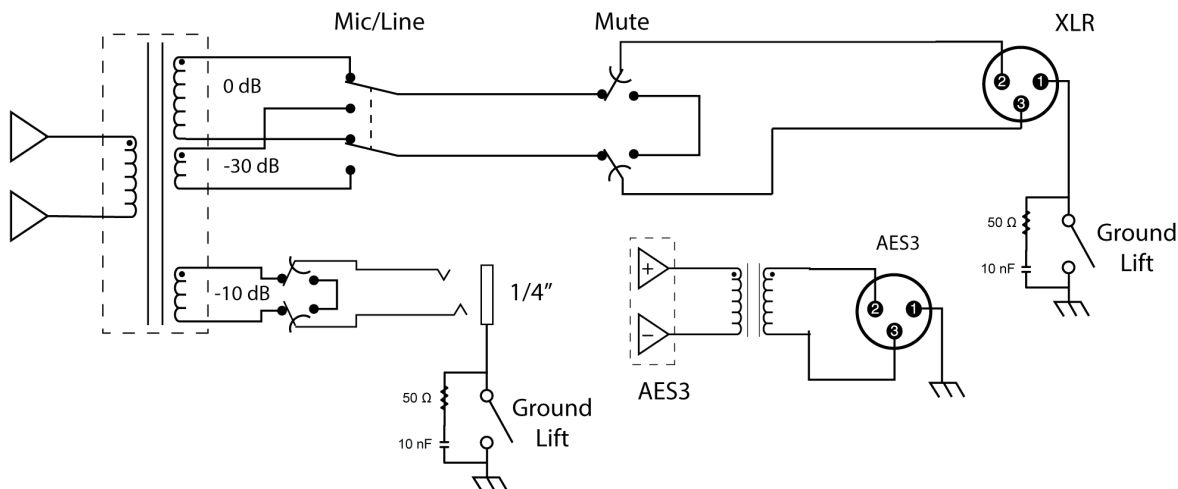 Mic/Line
Mute
XLR
0 dB
-30 dB
-10 dB
2
1
3
50 Ω
10 nF
Ground
Lift
1/4”
+
−
AES3
AES3
2
1
3
50 Ω
10 nF
Ground
Lift